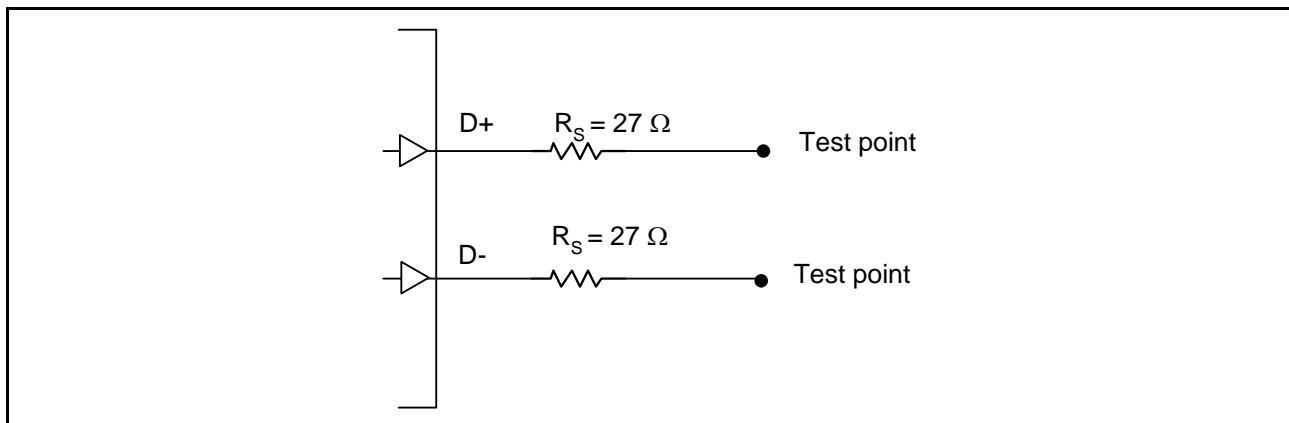 D+ R_S = 27 Ω Test point
D- R_S = 27 Ω Test point